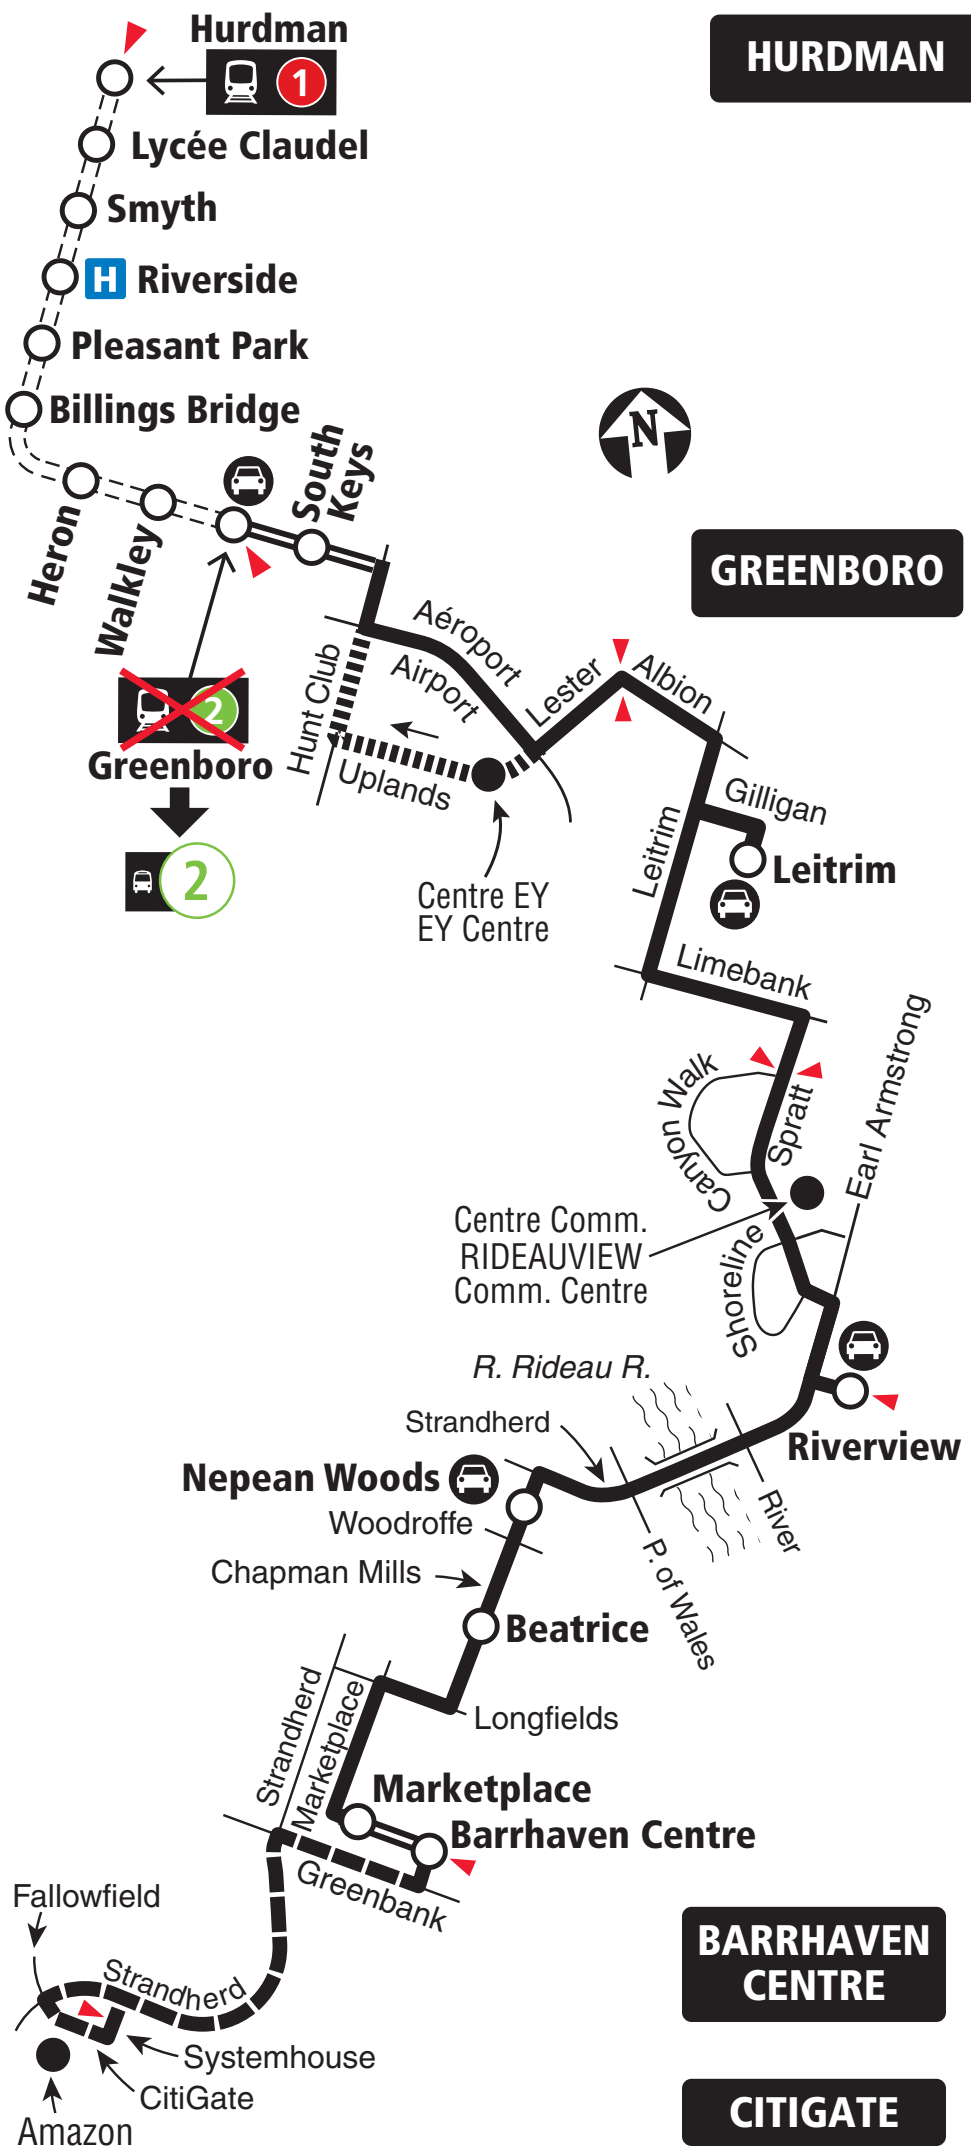 Hurdman
1
HURDMAN
Lycée Claudel
Smyth
H Riverside
Pleasant Park
Billings Bridge
N
South
Keys
Heron
Walkley
GREENBORO
2
Greenboro
2
Hunt Club
Aéroport
Airport
Uplands
Lester
Albion
Gilligan
Leitrim
Leitrim
Centre EY
EY Centre
Limebank
Earl Armstrong
Canyon Walk
Spratt
Centre Comm.
RIDEAUVIEW
Comm. Centre
Shoreline
R. Rideau R.
Strandherd
Riverview
Nepean Woods
Woodroffe
River
P. of Wales
Chapman Mills
Beatrice
Strandherd
Marketplace
Longfields
Marketplace
Barrhaven Centre
Greenbank
Fallowfield
Strandherd
BARRHAVEN
CENTRE
Systemhouse
CitiGate
Amazon
CITIGATE